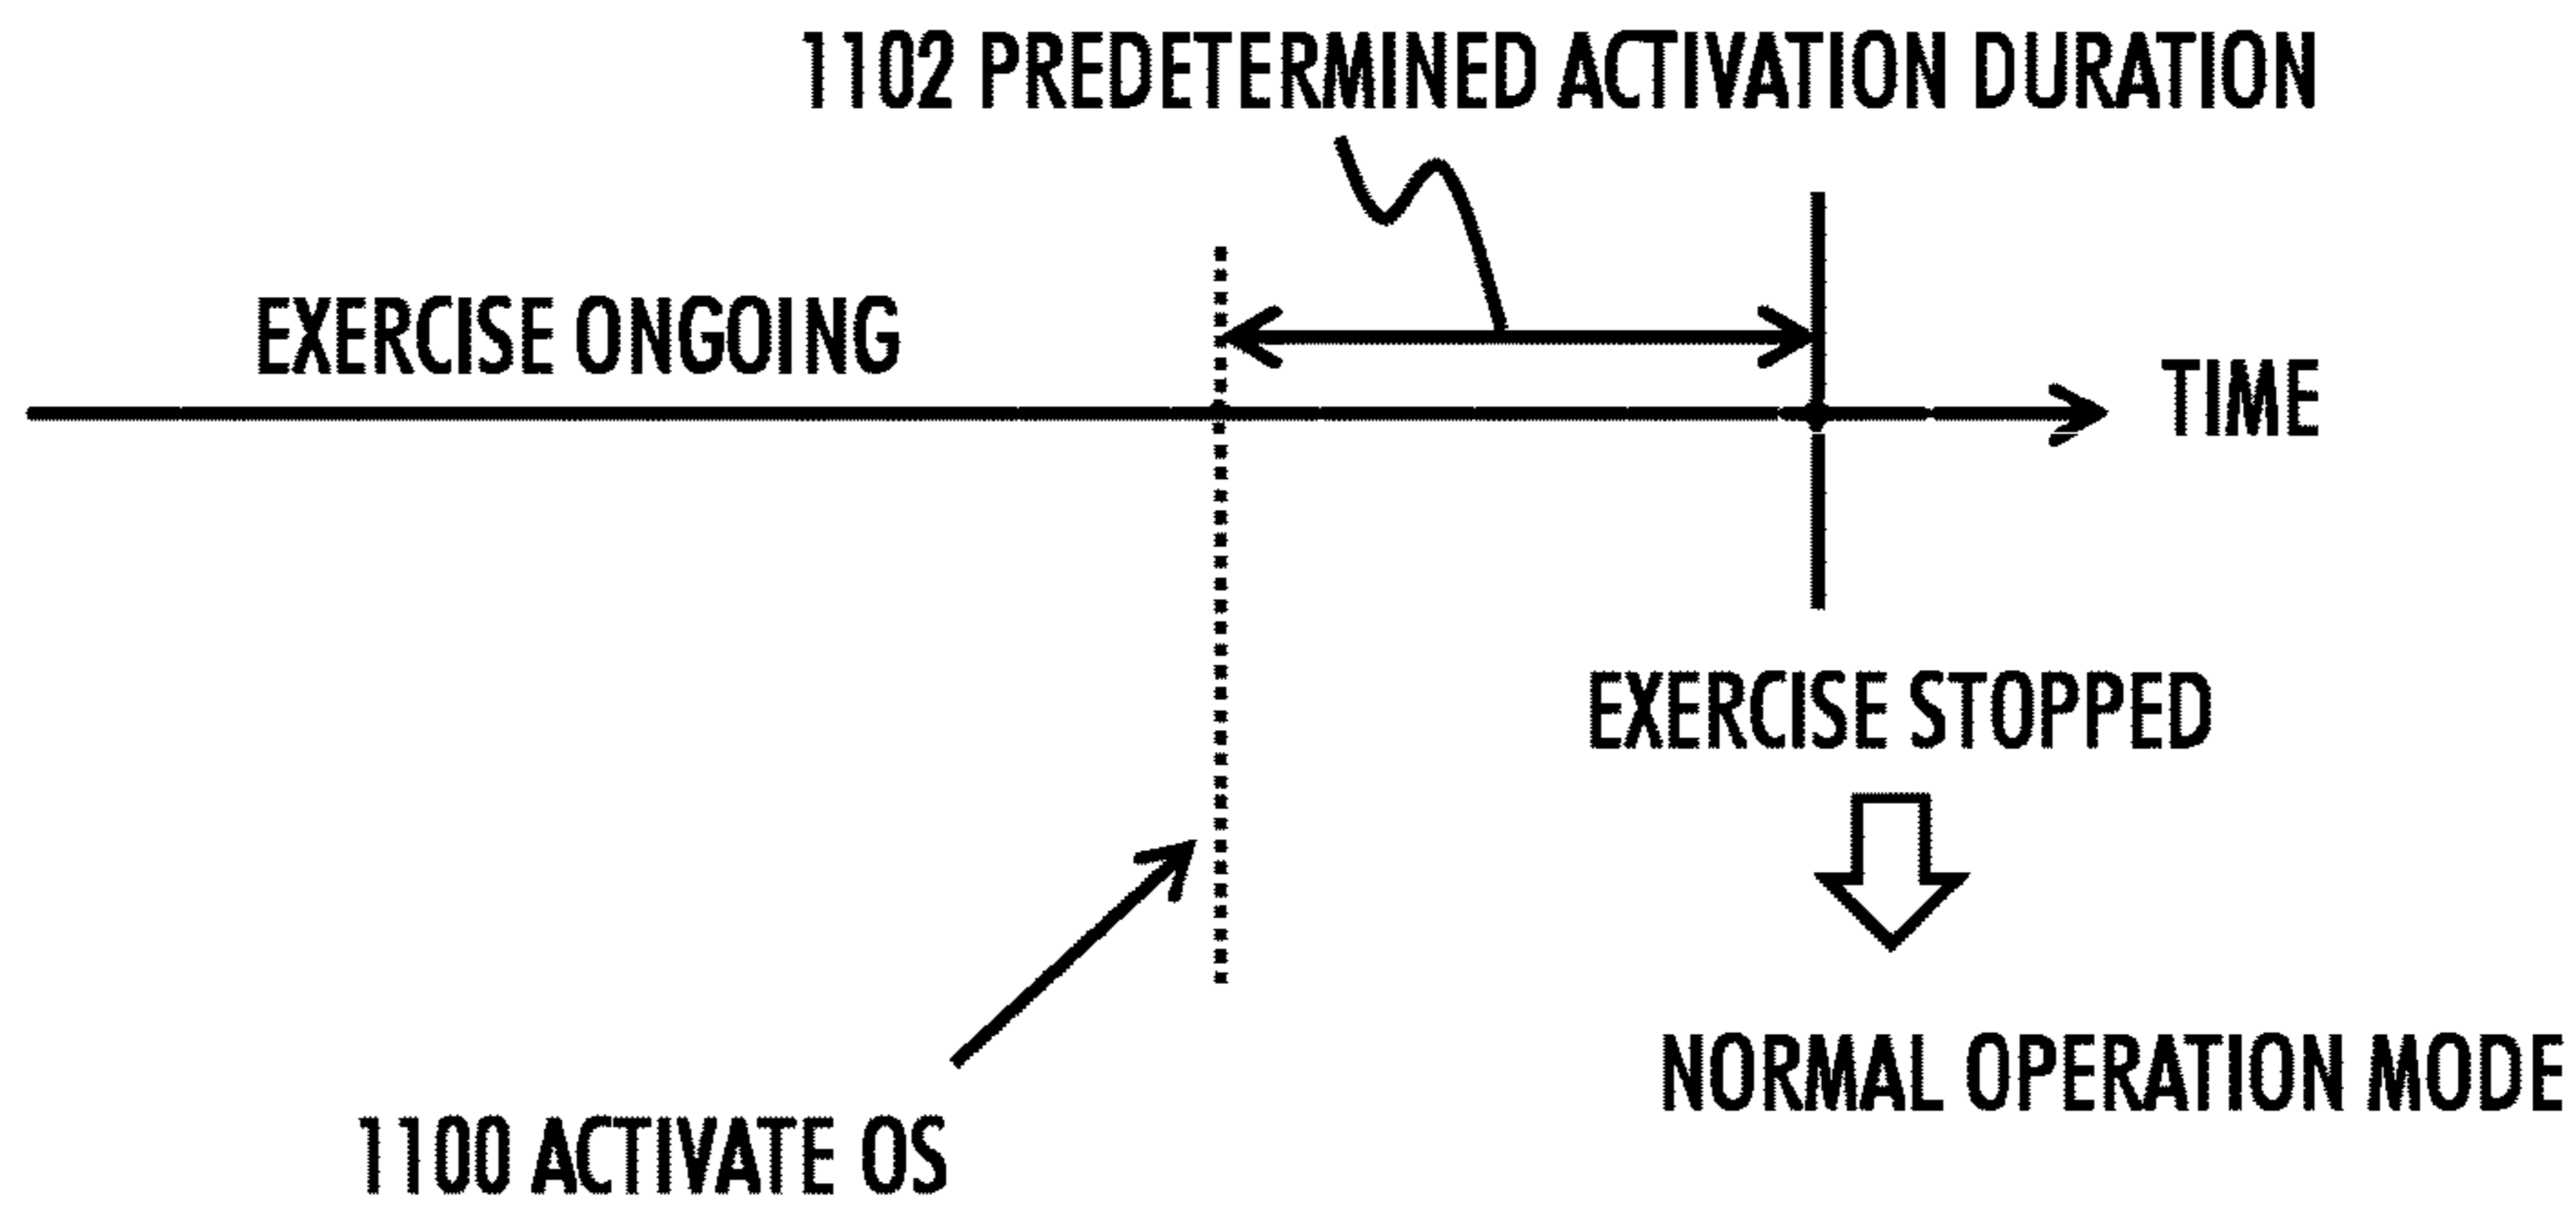 1102 PREDETERMINED ACTIVATION DURATION
EXERCISE ONGOING
TIME
EXERCISE STOPPED
NORMAL OPERATION MODE
1100 ACTIVATE OS